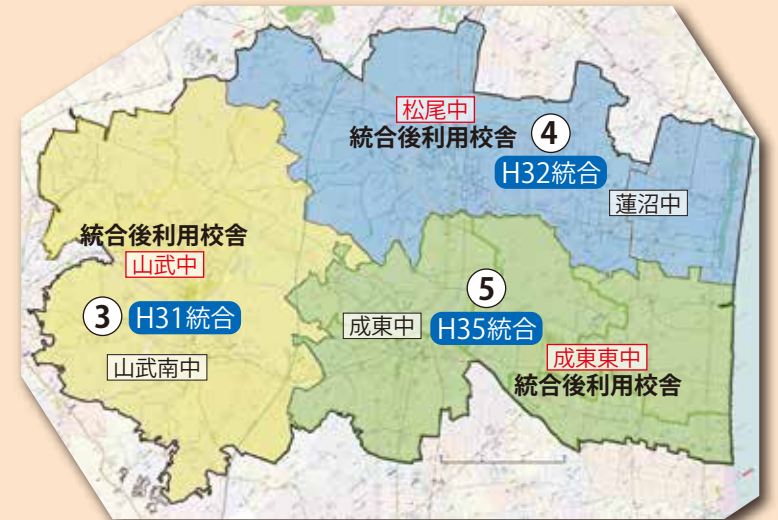 松尾中
統合後利用校舎 ④
H32統合
蓮沼中
統合後利用校舎
山武中
③ H31統合
山武南中
⑤
成東中 H35統合
成東東中
統合後利用校舎